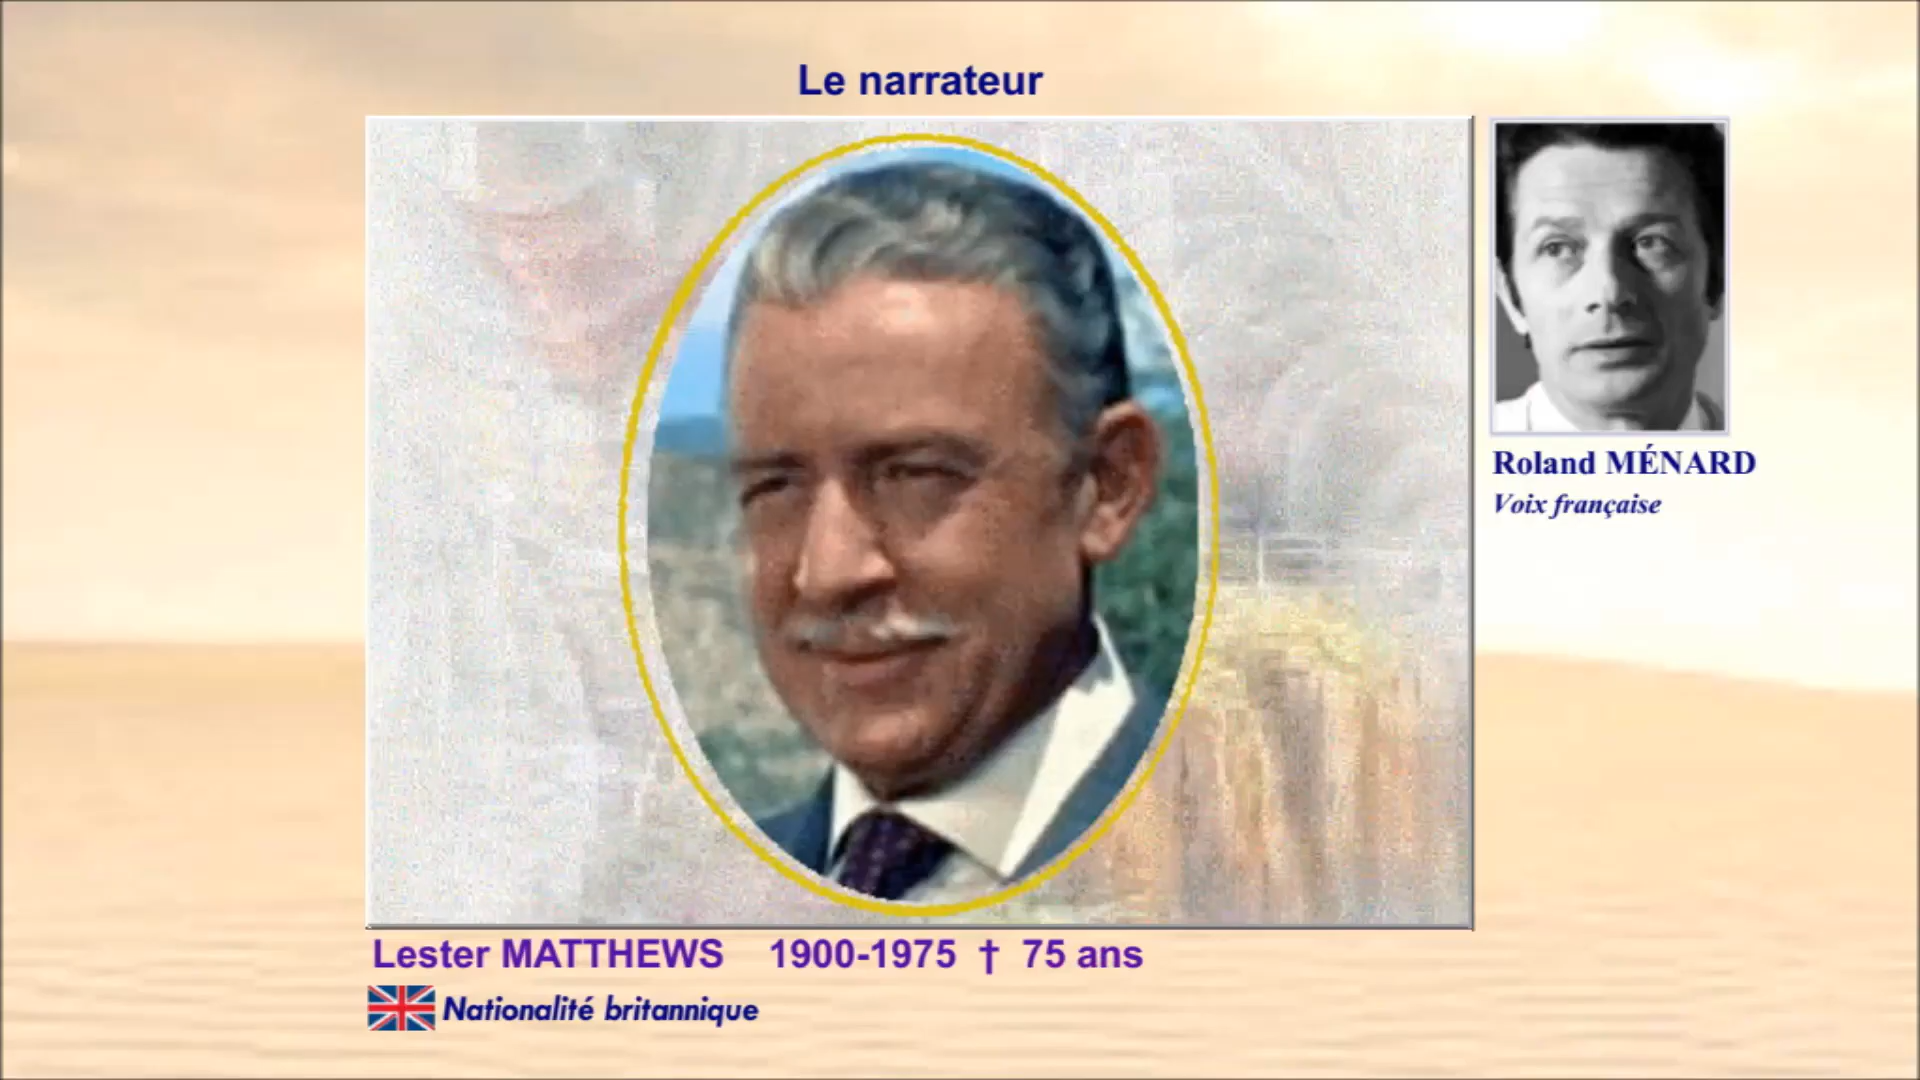 Le narrateur
Roland MÉNARD
Voix française
Lester MATTHEWS 1900-1975 † 75 ans
Nationalité britannique